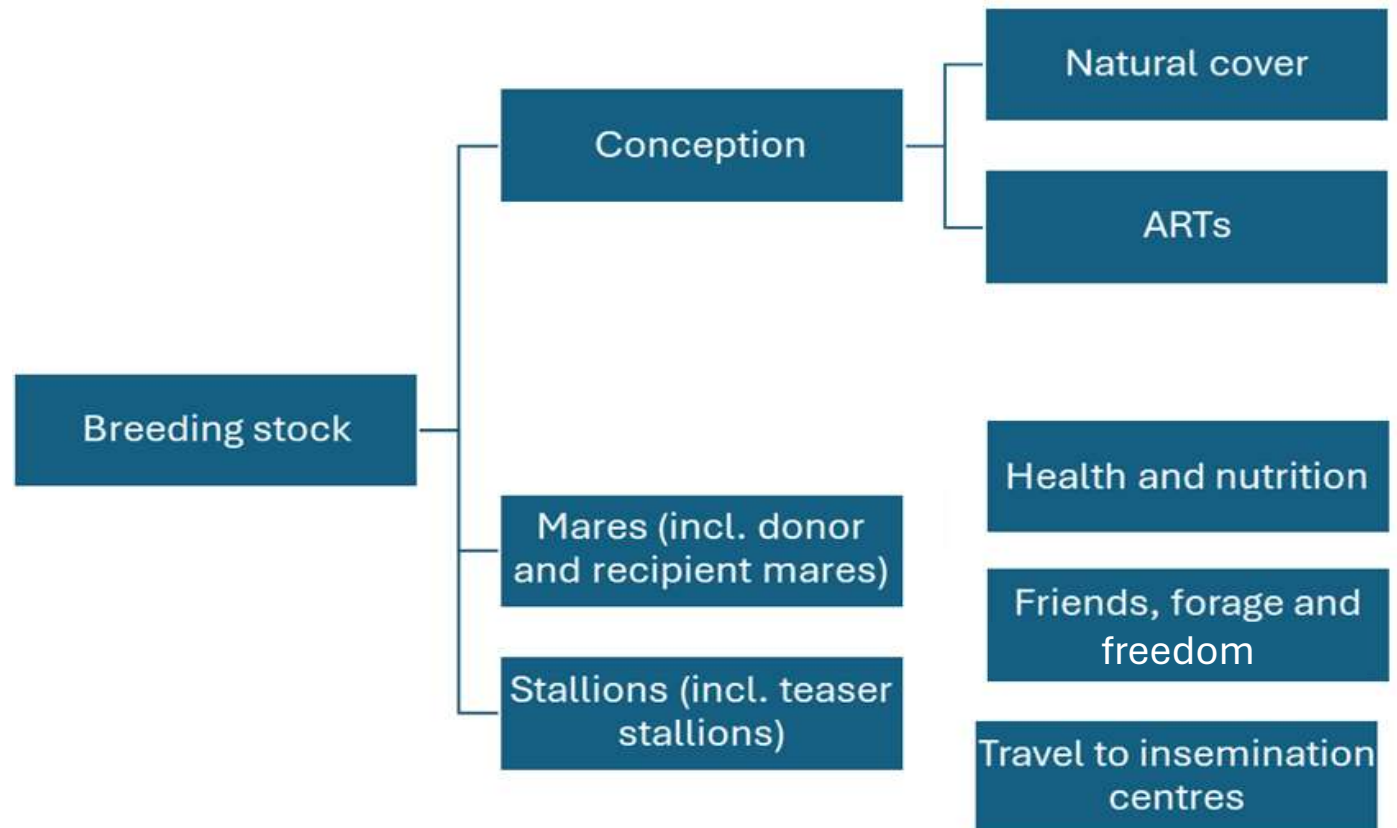 Breeding stock
Conception
Natural cover
ARTs
Mares (incl. donor
and recipient mares)
Stallions (incl. teaser
stallions)
Health and nutrition
Friends, forage and
freedom
Travel to insemination
centres